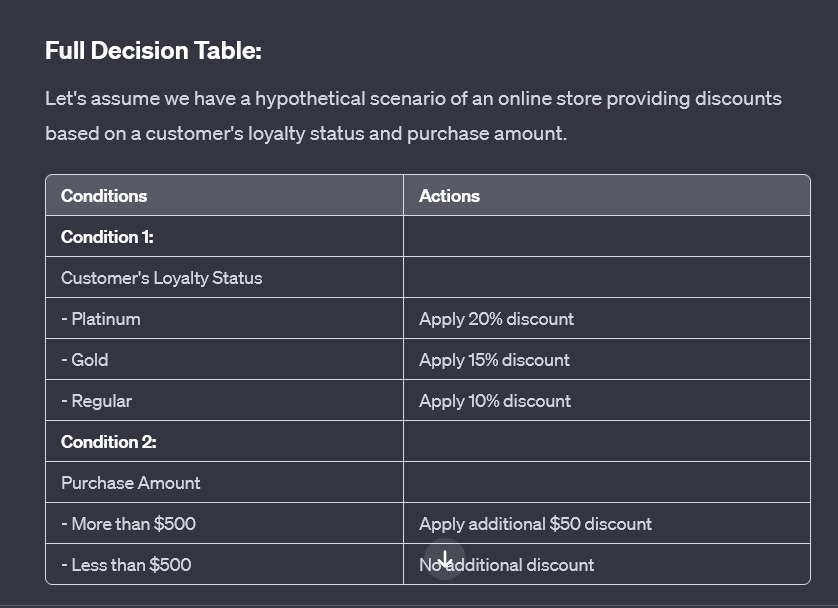 Full Decision Table:
Let's assume we have a hypothetical scenario of an online store providing discounts
based on a customer's loyalty status and purchase amount.
Conditions Actions
Condition 1:
Customer's Loyalty Status
- Platinum Apply 20% discount
- Gold Apply 15% discount
- Regular Apply 10% discount
Condition 2:
Purchase Amount
- More than $500 Apply additional $50 discount
- Less than $500 No additional discount